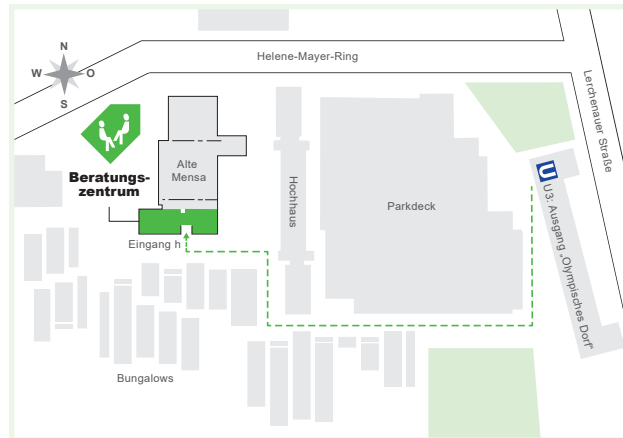 N
W O
S
Helene-Mayer-Ring
Lerchenauer Straße
Beratungs-
zentrum
Alte
Mensa
Eingang h
Hochhaus
Parkdeck
U
U3: Ausgang „Olympisches Dorf“
Bungalows